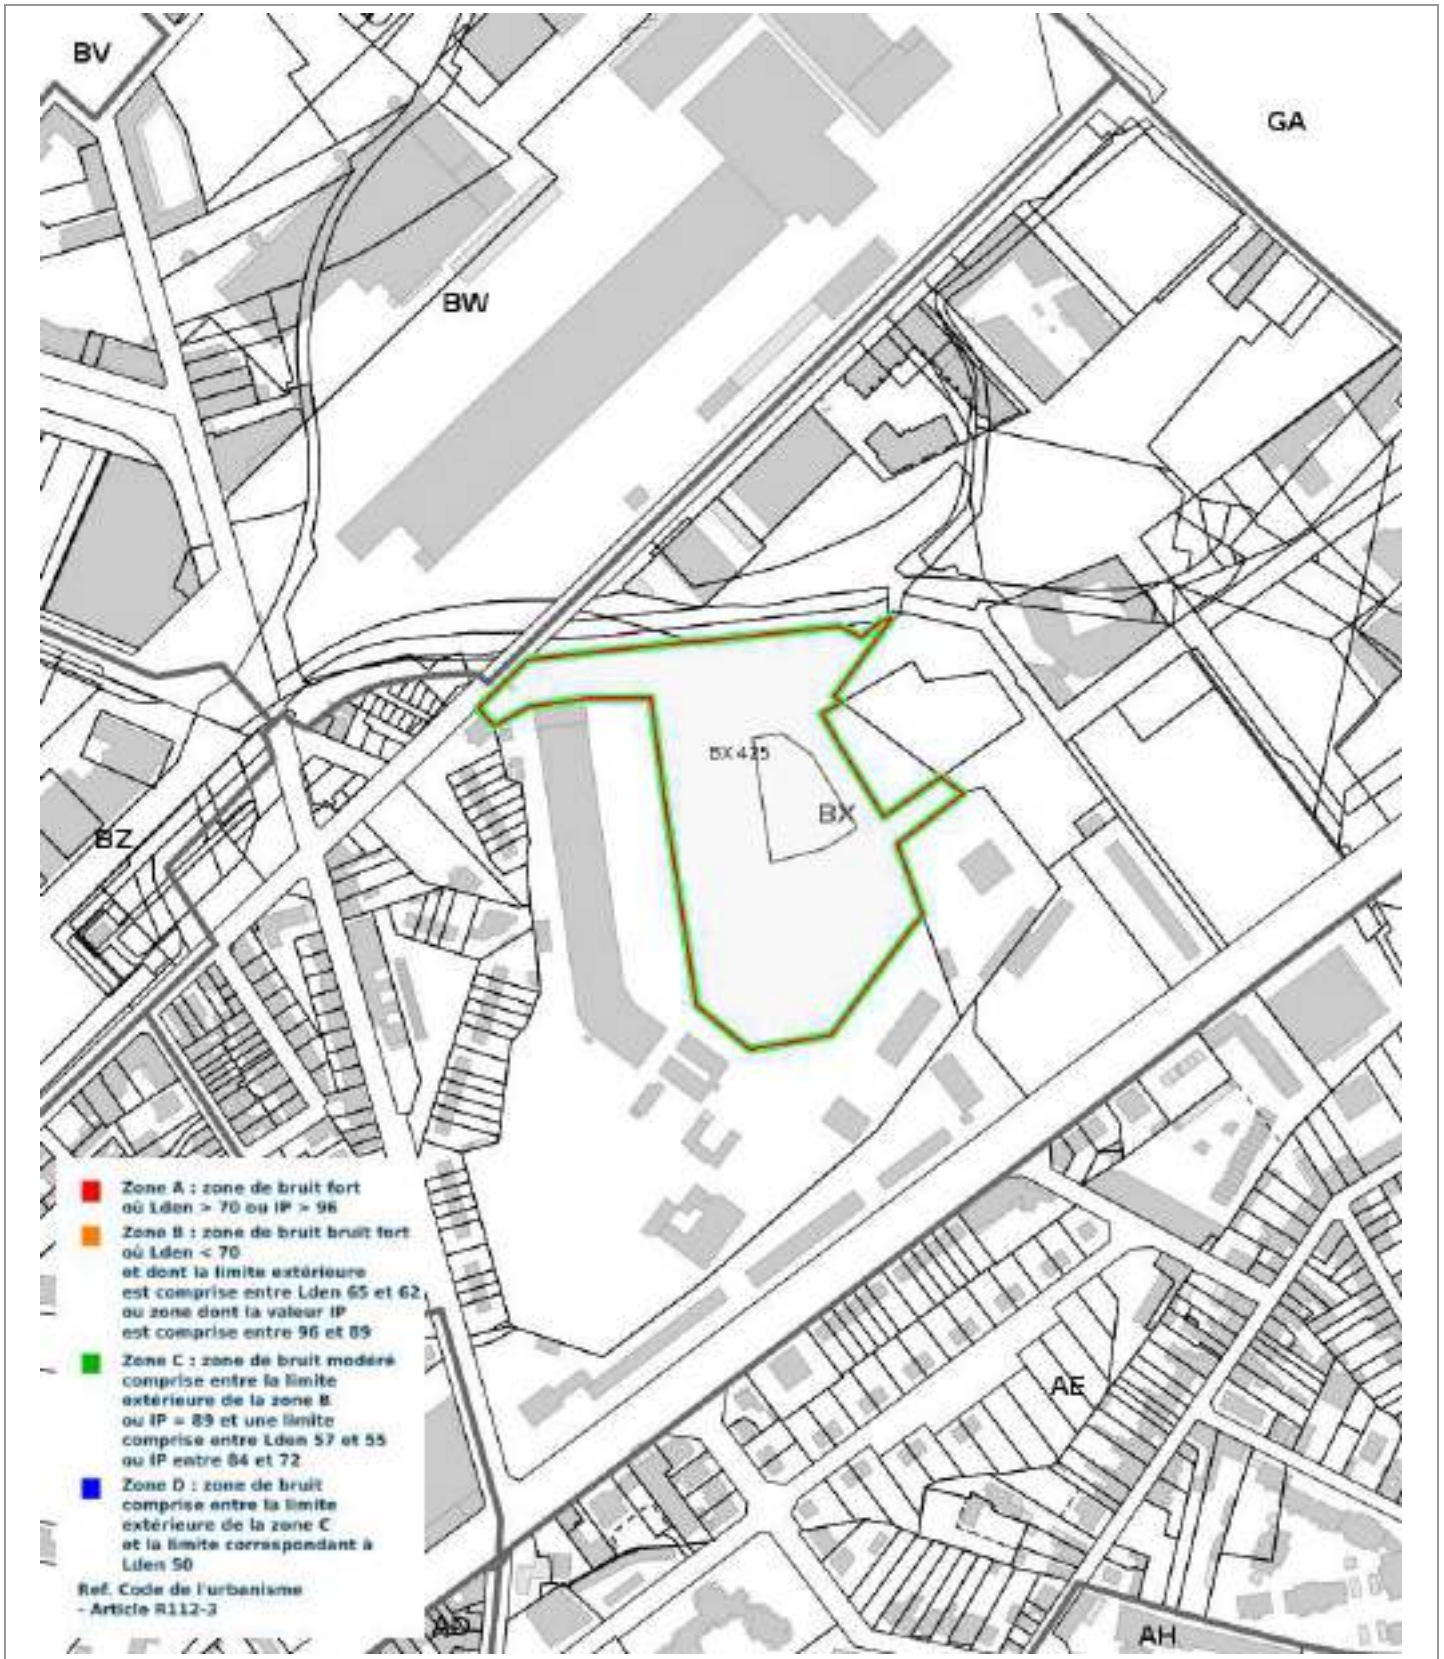 BV
GA
BW
BX 425
BX
BZ
Zone A : zone de bruit fort
où Lden > 70 ou IP > 96
Zone B : zone de bruit bruit fort
où Lden < 70
et dont la limite extérieure
est comprise entre Lden 65 et 62
ou zone dont la valeur IP
est comprise entre 96 et 89
Zone C : zone de bruit modéré
comprise entre la limite
extérieure de la zone B
ou IP = 89 et une limite
comprise entre Lden 57 et 55
ou IP entre 84 et 72
Zone D : zone de bruit
comprise entre la limite
extérieure de la zone C
et la limite correspondant à
Lden 50
Ref. Code de l'urbanisme
- Article R112-3
AE
AD
AH